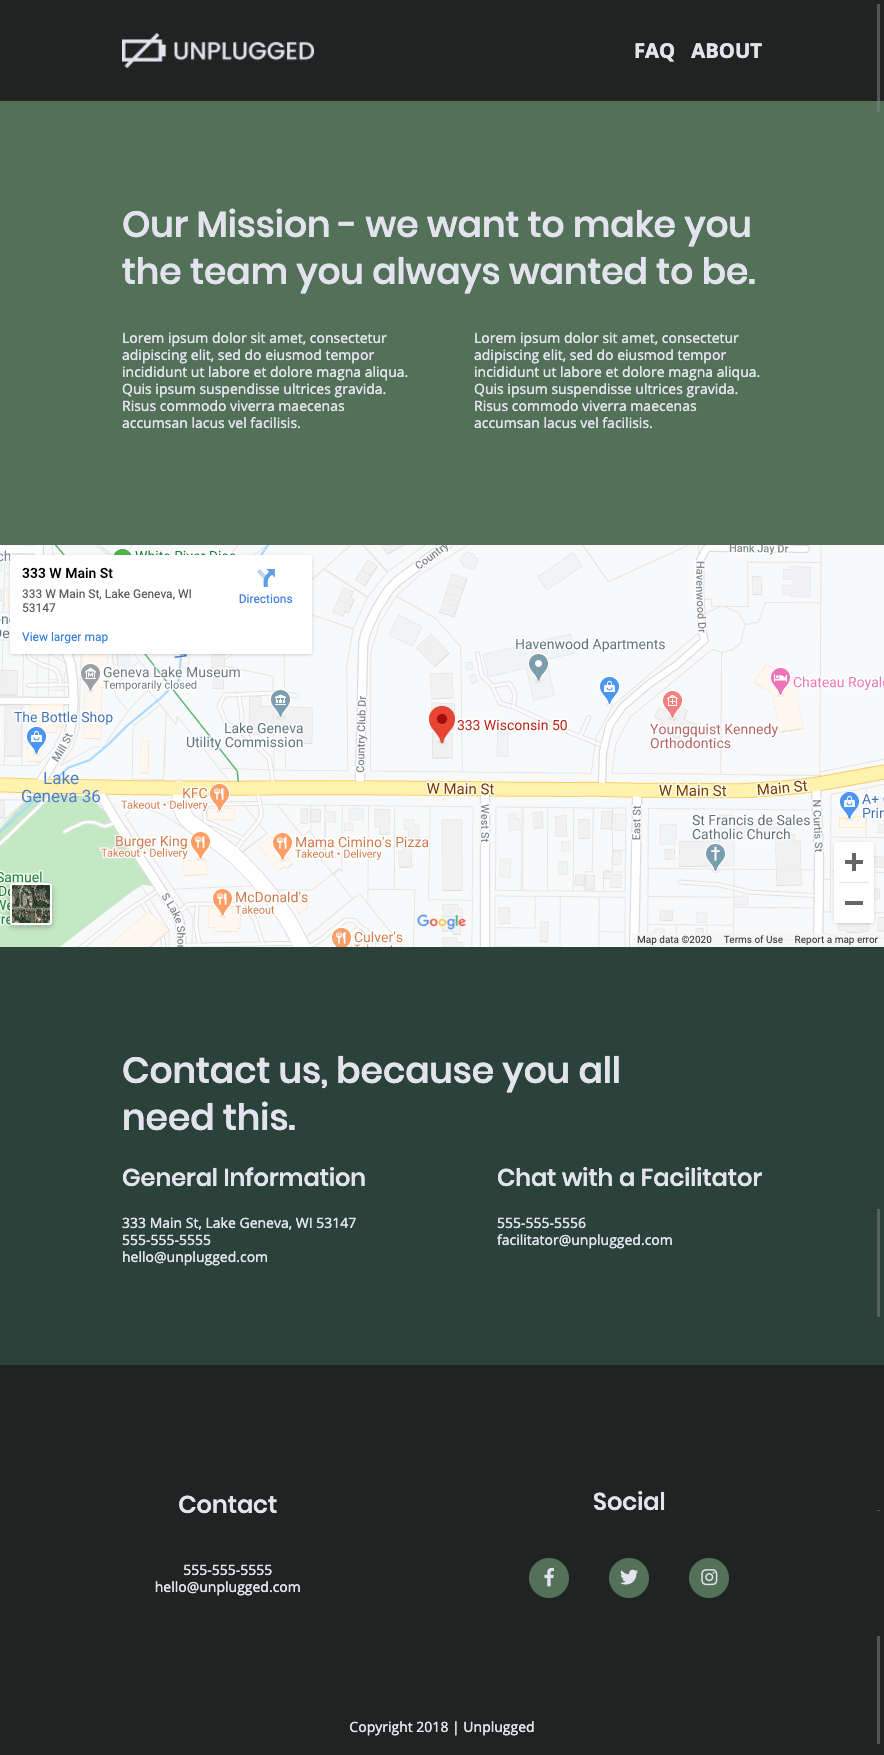 UNPLUGGED
FAQ ABOUT
Our Mission - we want to make you
the team you always wanted to be.
Lorem ipsum dolor sit amet, consectetur
adipiscing elit, sed do eiusmod tempor
incididunt ut labore et dolore magna aliqua.
Quis ipsum suspendisse ultrices gravida.
Risus commodo viverra maecenas
accumsan lacus vel facilisis.
Lorem ipsum dolor sit amet, consectetur
adipiscing elit, sed do eiusmod tempor
incididunt ut labore et dolore magna aliqua.
Quis ipsum suspendisse ultrices gravida.
Risus commodo viverra maecenas
accumsan lacus vel facilisis.
333 W Main St
333 W Main St, Lake Geneva, WI
53147
Directions
View larger map
Country
Hank Jay Dr
Havenwood Dr
Havenwood Apartments
Geneva Lake Museum
Temporarily closed
Chateau Royale
The Bottle Shop
Mill St
Lake Geneva
Utility Commission
Country Club Dr
333 Wisconsin 50
Youngquist Kennedy
Orthodontics
Lake
Geneva 36
KFC
Takeout • Delivery
W Main St
W Main St
Main St
A+
West St
East St
N Curtis St
St Francis de Sales
Catholic Church
Burger King
Takeout • Delivery
Mama Cimino's Pizza
Takeout • Delivery
Samuel
McDonald's
Takeout
S Lake Shor
Culver's
Google
Map data ©2020 Terms of Use Report a map error
Contact us, because you all
need this.
General Information
333 Main St, Lake Geneva, WI 53147
555-555-5555
hello@unplugged.com
Chat with a Facilitator
555-555-5556
facilitator@unplugged.com
Contact
555-555-5555
hello@unplugged.com
Social
Copyright 2018 | Unplugged